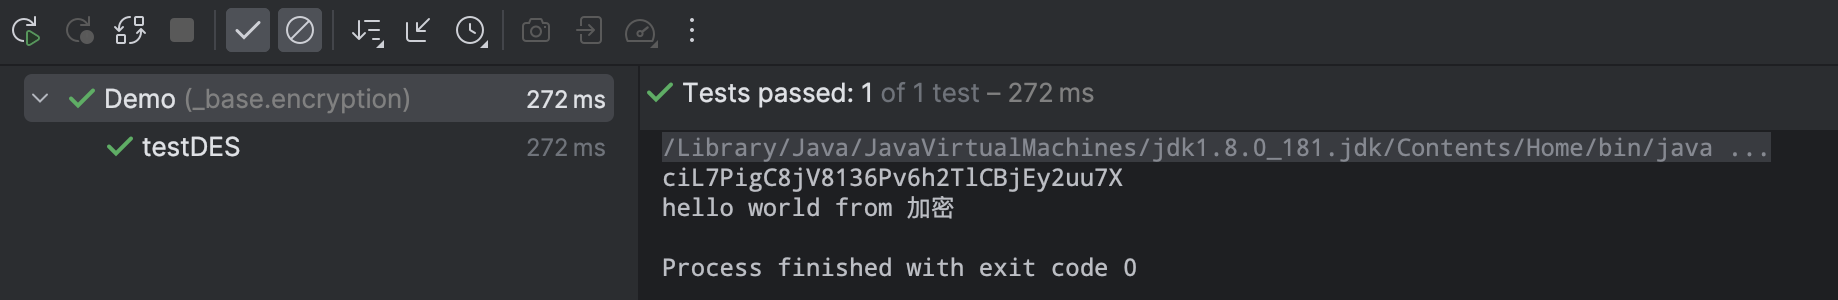 Demo (_base.encryption) 272 ms
testDES 272 ms
Tests passed: 1 of 1 test – 272 ms
/Library/Java/JavaVirtualMachines/jdk1.8.0_181.jdk/Contents/Home/bin/java ...
ciL7PigC8jV8136Pv6h2TlCBjEy2uu7X
hello world from 加密
Process finished with exit code 0